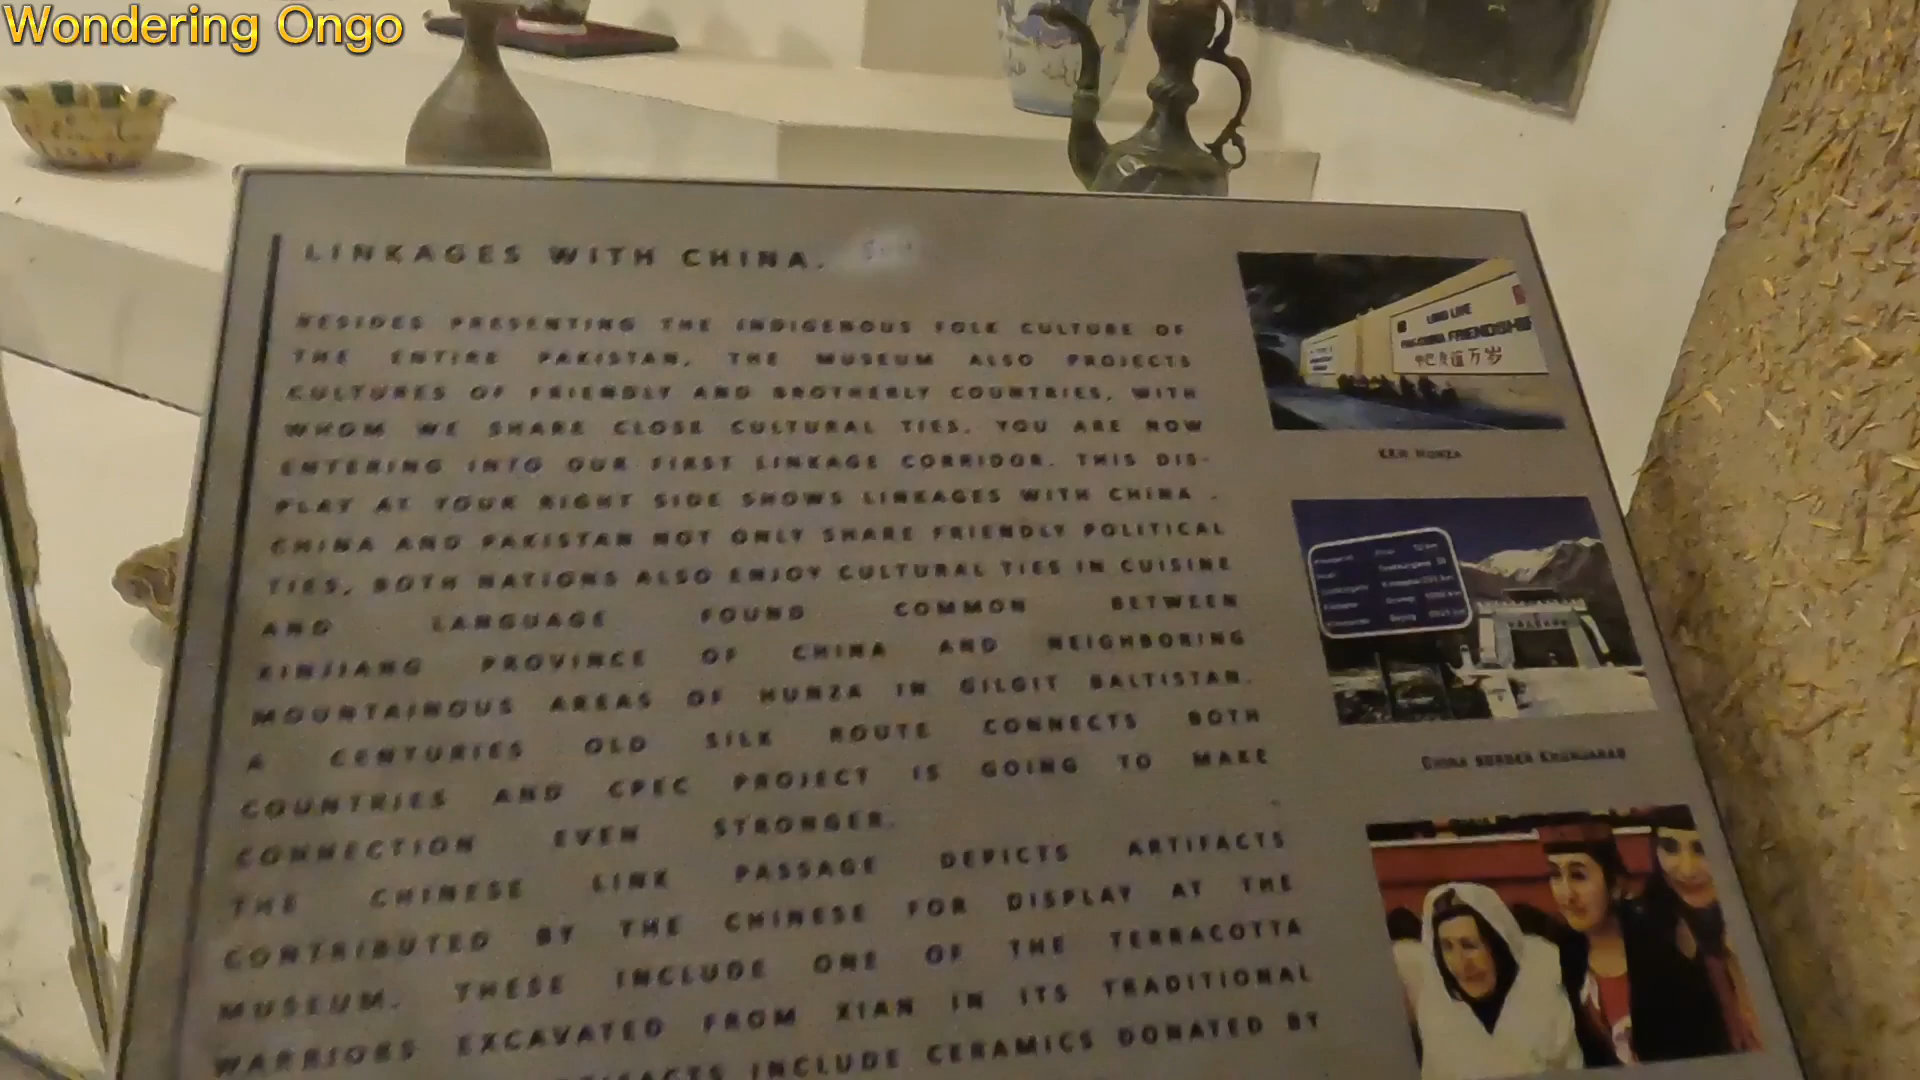 Wondering Ongo
LINKAGES WITH CHINA.
BESIDES PRESENTING THE INDIGENOUS FOLK CULTURE OF
THE ENTIRE PAKISTAN, THE MUSEUM ALSO PROJECTS
CULTURES OF FRIENDLY AND BROTHERLY COUNTRIES, WITH
WHOM WE SHARE CLOSE CULTURAL TIES. YOU ARE NOW
ENTERING INTO OUR FIRST LINKAGE CORRIDOR. THIS DIS-
PLAY AT YOUR RIGHT SIDE SHOWS LINKAGES WITH CHINA .
CHINA AND PAKISTAN NOT ONLY SHARE FRIENDLY POLITICAL
TIES, BOTH NATIONS ALSO ENJOY CULTURAL TIES IN CUISINE
AND LANGUAGE FOUND COMMON BETWEEN
XINJIANG PROVINCE OF CHINA AND NEIGHBORING
MOUNTAINOUS AREAS OF HUNZA IN GILGIT BALTISTAN.
A CENTURIES OLD SILK ROUTE CONNECTS BOTH
COUNTRIES AND CPEC PROJECT IS GOING TO MAKE
CONNECTION EVEN STRONGER.
THE CHINESE LINK PASSAGE DEPICTS ARTIFACTS
CONTRIBUTED BY THE CHINESE FOR DISPLAY AT THE
MUSEUM. THESE INCLUDE ONE OF THE TERRACOTTA
WARRIORS EXCAVATED FROM XIAN IN ITS TRADITIONAL
INCLUDE CERAMICS DONATED BY
LONG LIVE
FRIENDSHIP
万岁
KKH HUNZA
CHINA BORDER KHUNJARAB